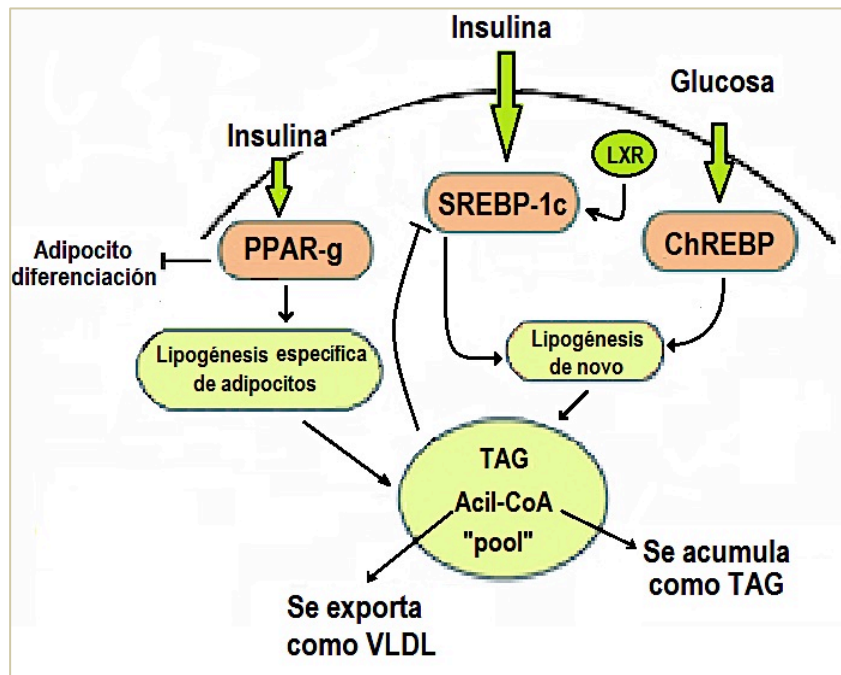 Insulina
Glucosa
Insulina
LXR
SREBP-1c
PPAR-g
ChREBP
Adipocito
diferenciación
Lipogénesis específica
de adipocitos
Lipogénesis
de novo
TAG
Acil-CoA
"pool"
Se acumula
como TAG
Se exporta
como VLDL